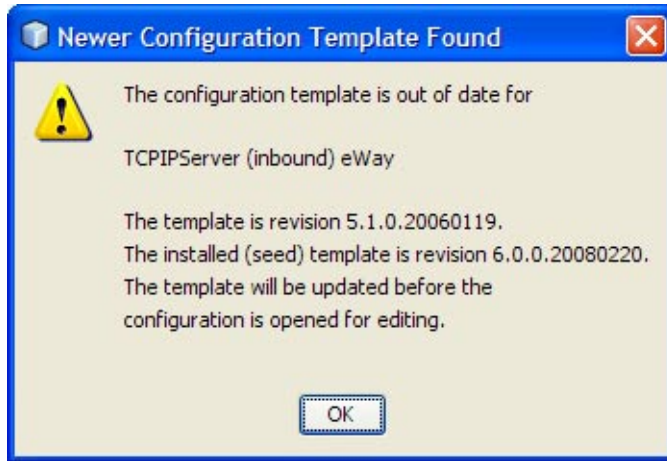 Newer Configuration Template Found
The configuration template is out of date for
TCPIPServer (inbound) eWay
The template is revision 5.1.0.20060119.
The installed (seed) template is revision 6.0.0.20080220.
The template will be updated before the
configuration is opened for editing.
OK